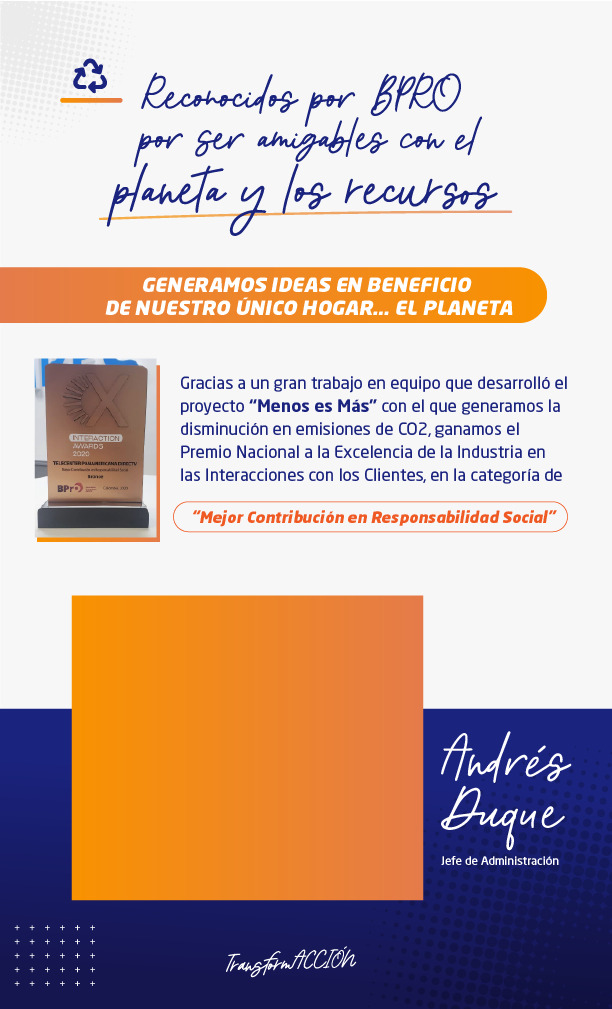 Reconocidos por BPRO
por ser amigables con el
planeta y los recursos
GENERAMOS IDEAS EN BENEFICIO
DE NUESTRO ÚNICO HOGAR... EL PLANETA
INTERACTION
AWARDS
2020
TELECENTER PANAMERICANA DIRECTV
BPro
Gracias a un gran trabajo en equipo que desarrolló el
proyecto “Menos es Más” con el que generamos la
disminución en emisiones de CO2, ganamos el
Premio Nacional a la Excelencia de la Industria en
las Interacciones con los Clientes, en la categoría de
“Mejor Contribución en Responsabilidad Social”
Andrés
Duque
Jefe de Administración
TransformACCIÓN